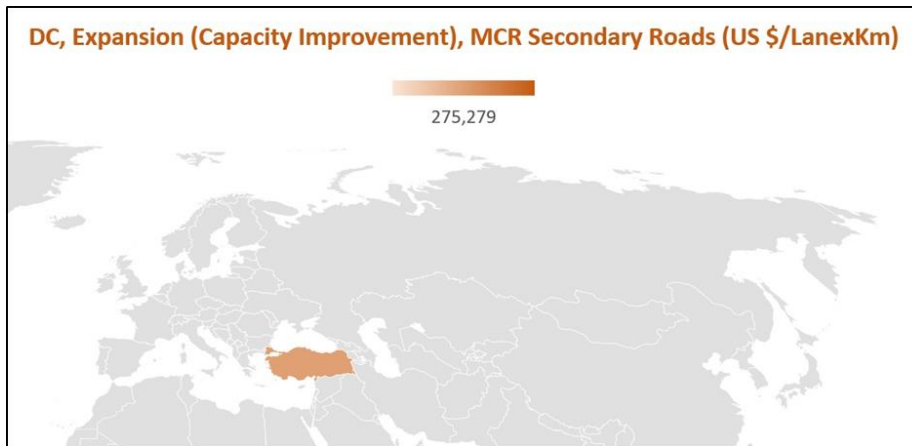 DC, Expansion (Capacity Improvement), MCR Secondary Roads (US $/LanexKm)
275,279